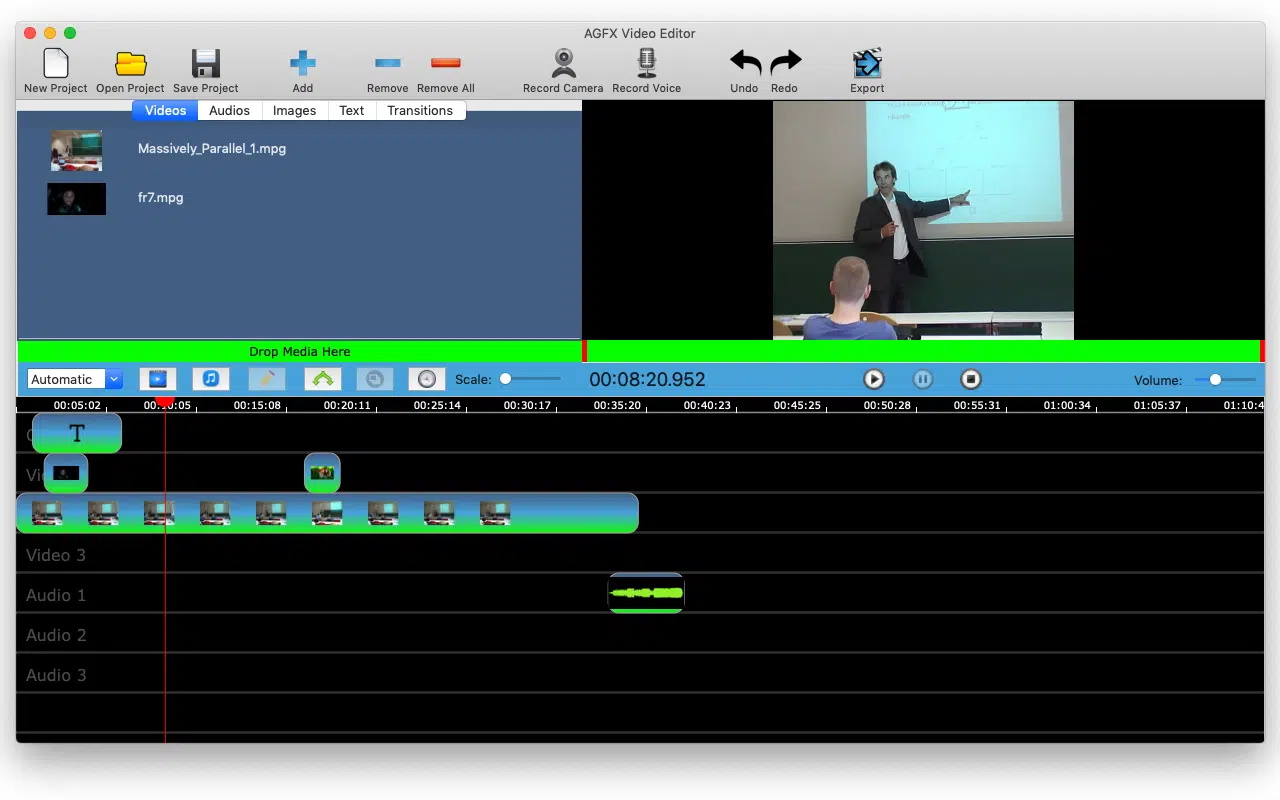 AGFX Video Editor
New Project Open Project Save Project Add Remove Remove All Record Camera Record Voice Undo Redo Export
Videos Audios Images Text Transitions
Massively_Parallel_1.mpg
fr7.mpg
Drop Media Here
Automatic Scale: 00:08:20.952 Volume:
00:05:02 00:10:05 00:15:08 00:20:11 00:25:14 00:30:17 00:35:20 00:40:23 00:45:25 00:50:28 00:55:31 01:00:34 01:05:37 01:10:4
T
Video 3
Audio 1
Audio 2
Audio 3